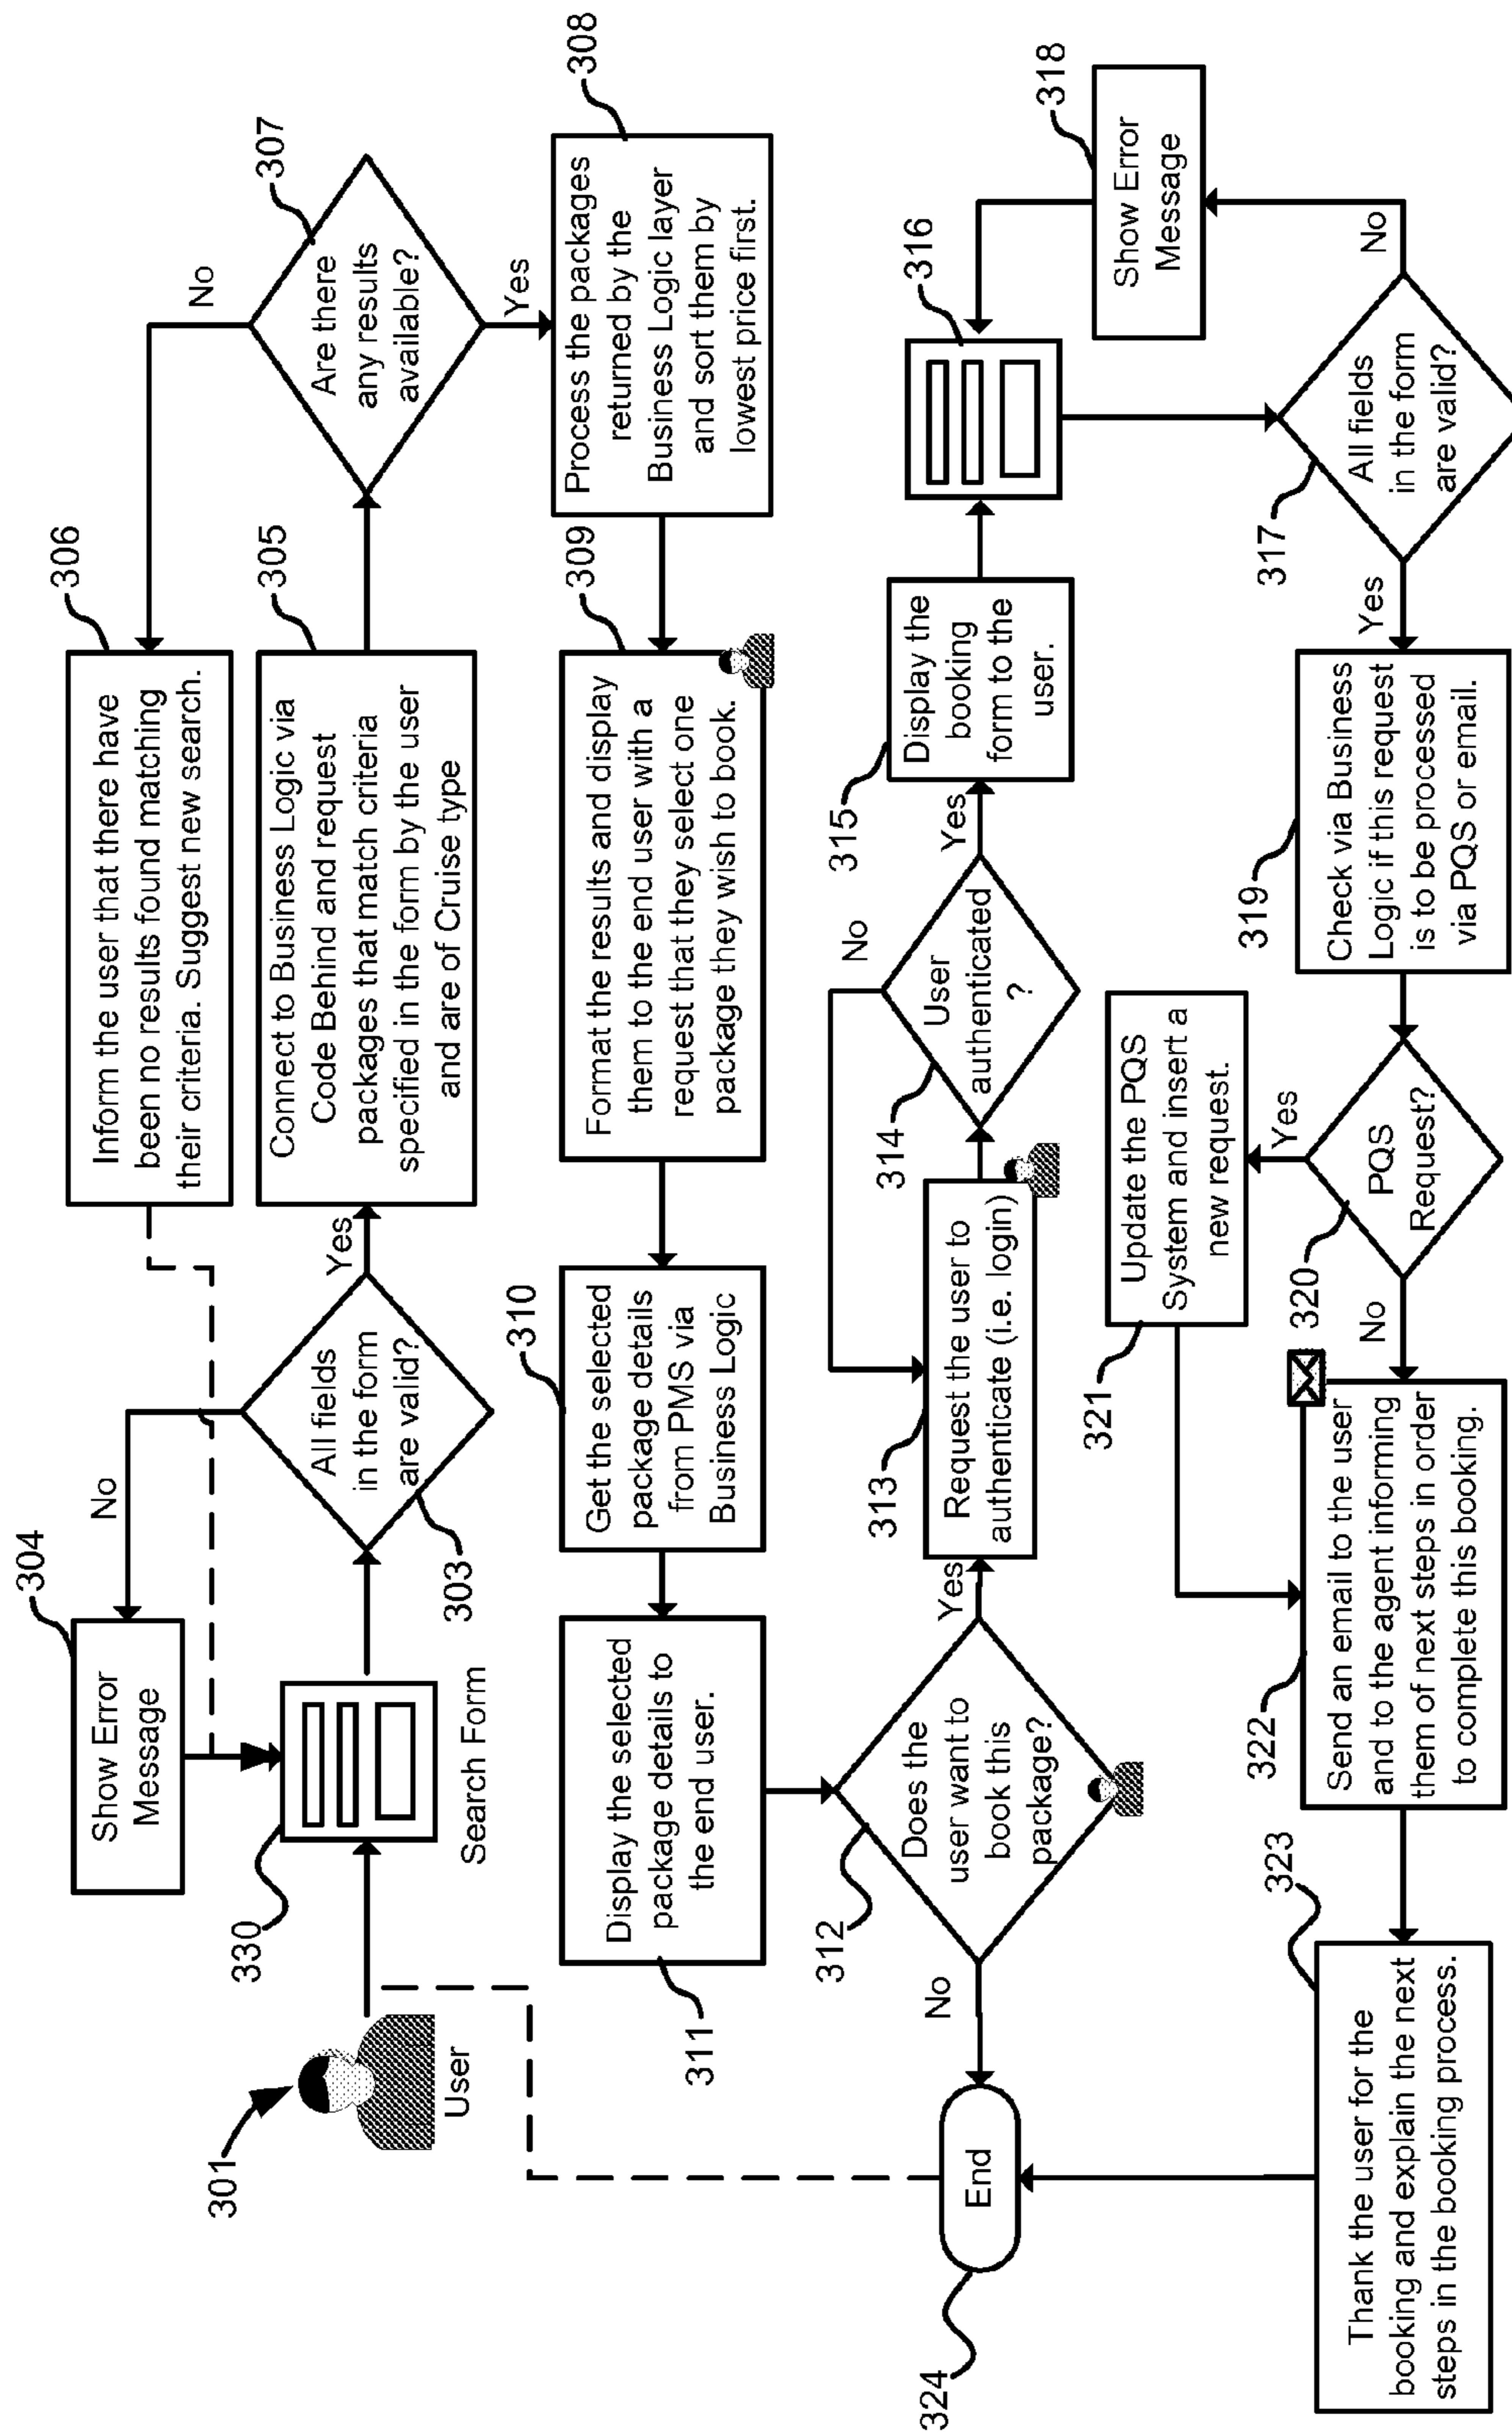 301
User
330
Search Form
304
Show Error
Message
No
303
All fields
in the form
are valid?
Yes
306
Inform the user that there have
been no results found matching
their criteria. Suggest new search.
305
Connect to Business Logic via
Code Behind and request
packages that match criteria
specified in the form by the user
and are of Cruise type
307
Are there
any results
available?
No
Yes
308
Process the packages
returned by the
Business Logic layer
and sort them by
lowest price first.
309
Format the results and display
them to the end user with a
request that they select one
package they wish to book.
310
Get the selected
package details
from PMS via
Business Logic
311
Display the selected
package details to
the end user.
312
Does the
user want to
book this
package?
No
Yes
313
Request the user to
authenticate (i.e. login)
314
User
authenticated
?
No
Yes
315
Display the
booking
form to the
user.
316
317
All fields
in the form
are valid?
No
Yes
318
Show Error
Message
319
Check via Business
Logic if this request
is to be processed
via PQS or email.
320
PQS
Request?
Yes
No
321
Update the PQS
System and insert a
new request.
322
Send an email to the user
and to the agent informing
them of next steps in order
to complete this booking.
323
Thank the user for the
booking and explain the next
steps in the booking process.
324
End